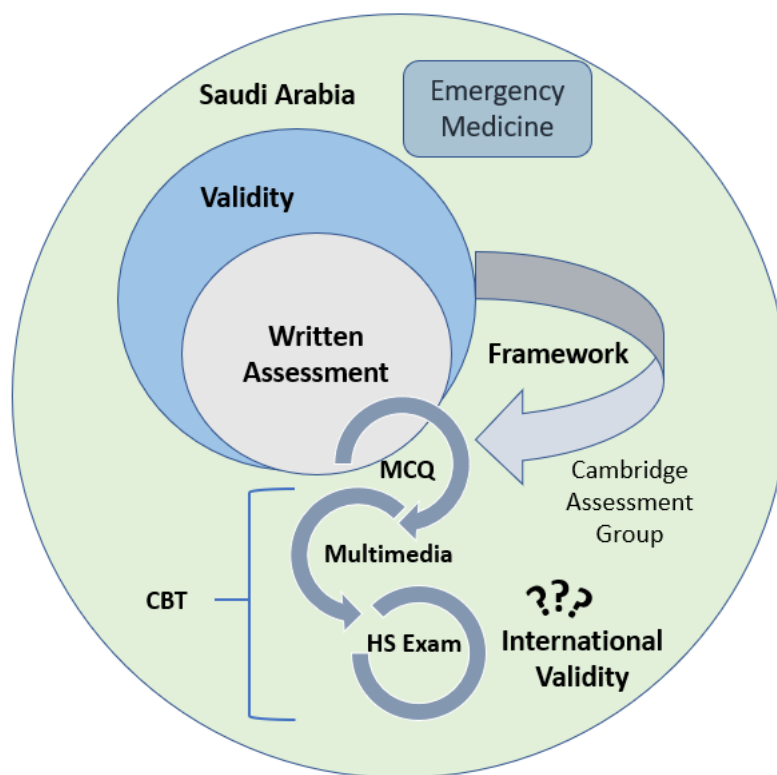 Saudi Arabia
Emergency
Medicine
Validity
Written
Assessment
Framework
MCQ
Cambridge
Assessment
Group
Multimedia
CBT
???
HS Exam
International
Validity